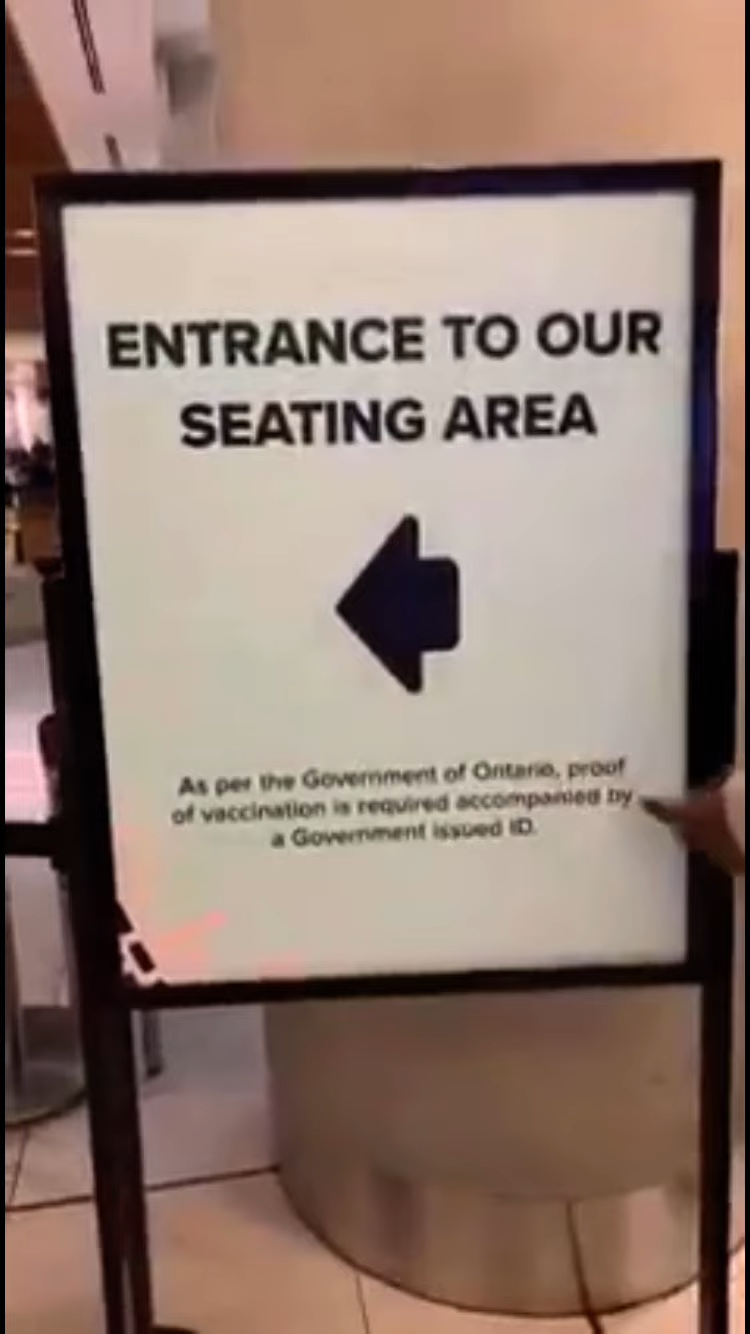 ENTRANCE TO OUR
SEATING AREA
As per the Government of Ontario, proof
of vaccination is required accompanied by
a Government issued ID.